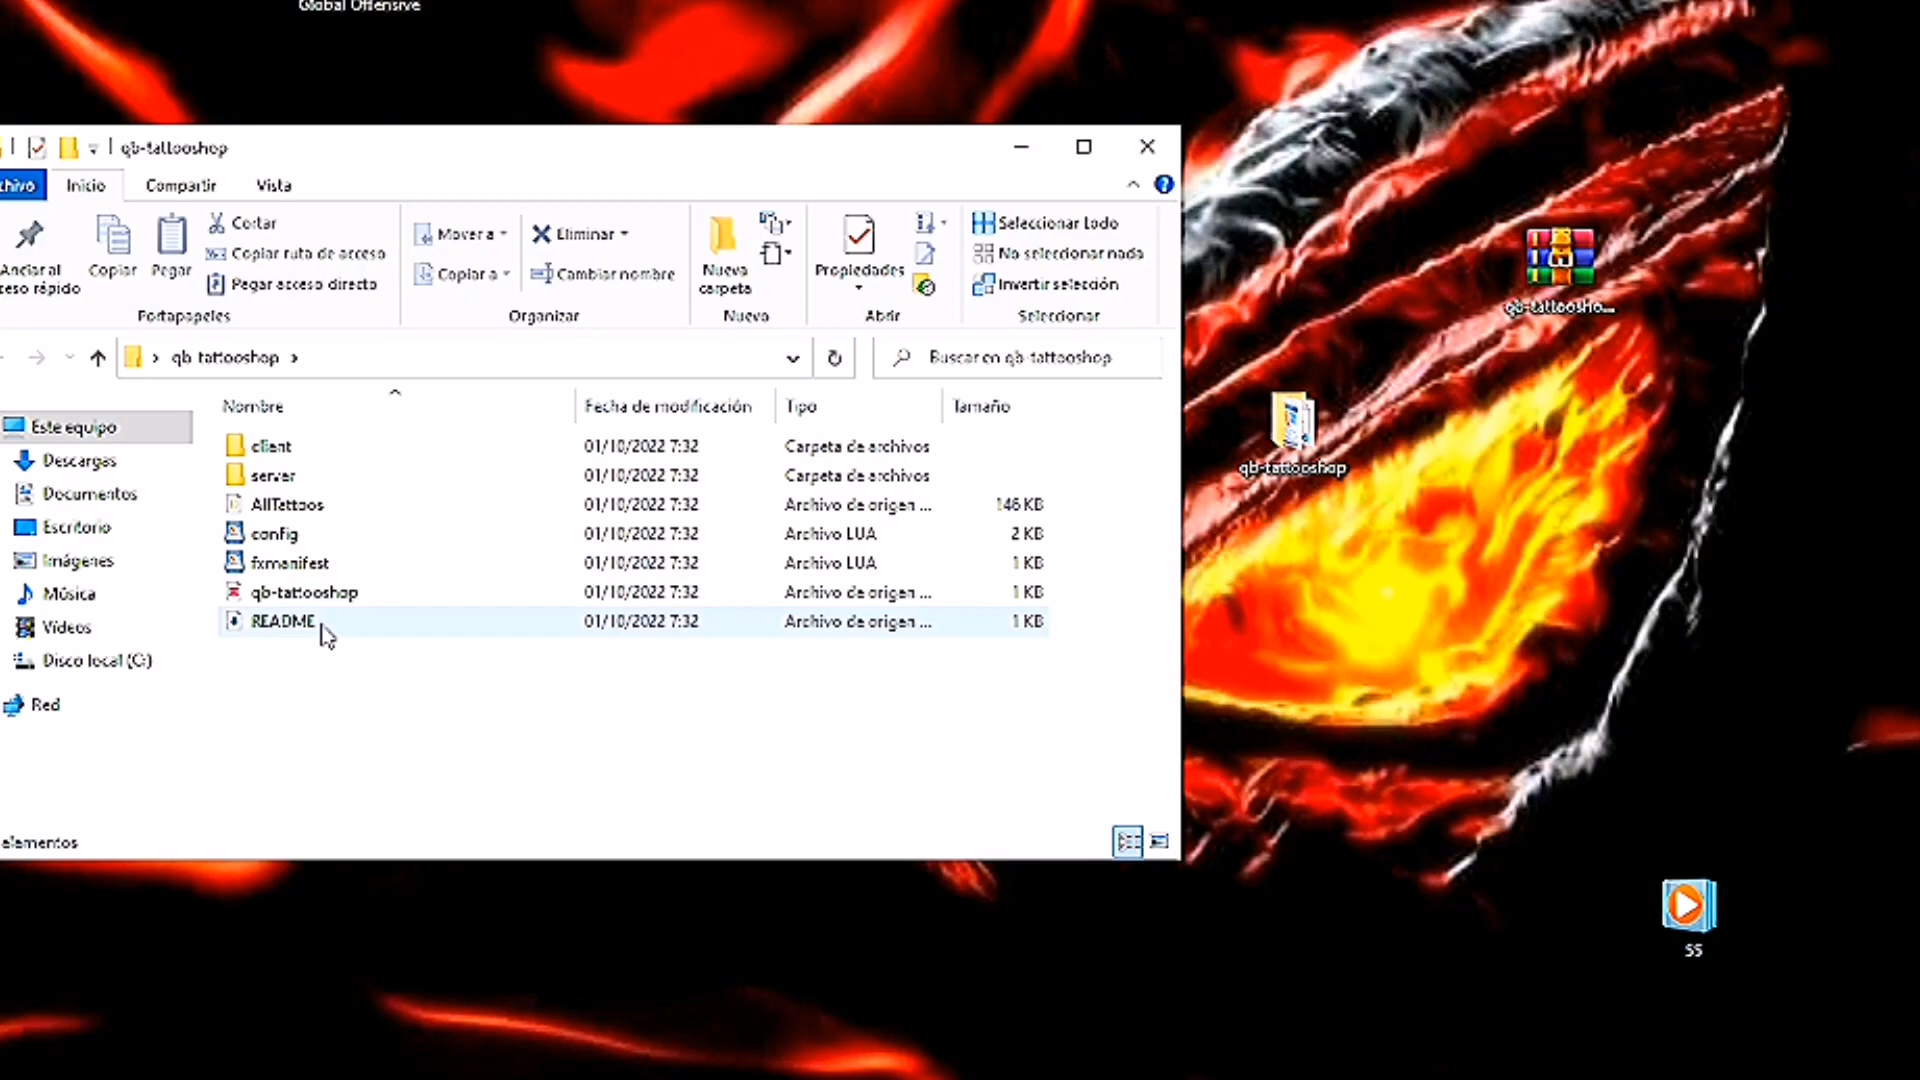 Global Offensive
qb-tattooshop
chivo Inicio Compartir Vista
Cortar
Copiar ruta de acceso
Pegar acceso directo
Anclar al
eso rápido
Copiar
Pegar
Portapapeles
Mover a
Copiar a
Eliminar
Cambiar nombre
Organizar
Nueva
carpeta
Nuevo
Propiedades
Abrir
Seleccionar todo
No seleccionar nada
Invertir selección
Seleccionar
qb-tattooshop
Buscar en qb-tattooshop
Nombre Fecha de modificación Tipo Tamaño
client 01/10/2022 7:32 Carpeta de archivos
server 01/10/2022 7:32 Carpeta de archivos
AllTattoos 01/10/2022 7:32 Archivo de origen ... 146 KB
config 01/10/2022 7:32 Archivo LUA 2 KB
fxmanifest 01/10/2022 7:32 Archivo LUA 1 KB
qb-tattooshop 01/10/2022 7:32 Archivo de origen ... 1 KB
README 01/10/2022 7:32 Archivo de origen ... 1 KB
Este equipo
Descargas
Documentos
Escritorio
Imágenes
Música
Vídeos
Disco local (C:)
Red
elementos
qb-tattoosho...
qb-tattooshop
55